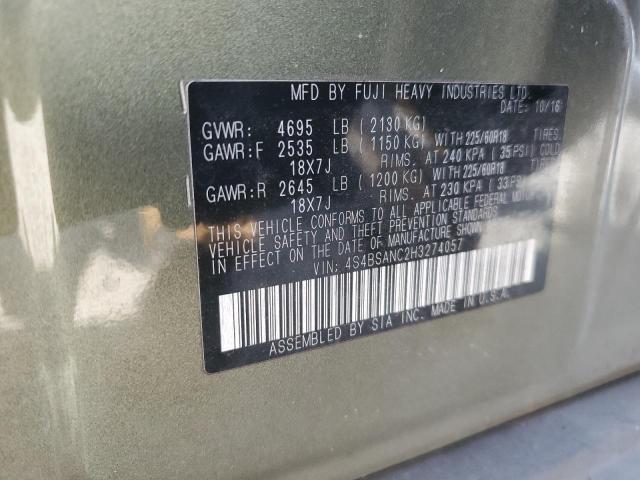 MFD BY FUJI HEAVY INDUSTRIES LTD.
DATE: 10/16
GVWR: 4695 LB (2130 KG)
GAWR:F 2535 LB (1150 KG) WITH 225/60R18 TIRES,
18X7J RIMS, AT 240 KPA (35 PSI) COLD
GAWR:R 2645 LB (1200 KG) WITH 225/60R18 TIRES,
18X7J RIMS, AT 230 KPA (33 PSI)
THIS VEHICLE CONFORMS TO ALL APPLICABLE FEDERAL MOTOR
VEHICLE SAFETY AND THEFT PREVENTION STANDARDS
IN EFFECT ON THE DATE OF MANUFACTURE SHOWN ABOVE.
VIN: 4S4BSANC2H3274057
ASSEMBLED BY SIA INC. MADE IN U.S.A.